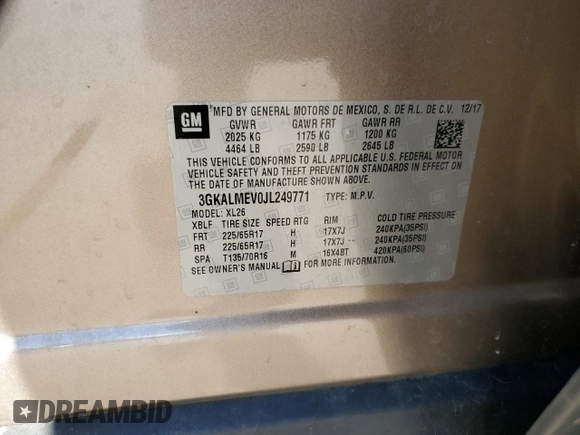 GM
MFD BY GENERAL MOTORS DE MEXICO, S. DE R.L. DE C.V. 12/17
GVWR GAWR FRT GAWR RR
2025 KG 1175 KG 1200 KG
4464 LB 2590 LB 2645 LB
THIS VEHICLE CONFORMS TO ALL APPLICABLE U.S. FEDERAL MOTOR
VEHICLE SAFETY AND THEFT PREVENTION STANDARDS IN EFFECT ON
THE DATE OF MANUFACTURE SHOWN ABOVE.
3GKALMEV0JL249771 TYPE: M.P.V.
MODEL: XL26
XBLF TIRE SIZE SPEED RTG RIM COLD TIRE PRESSURE
FRT 225/65R17 H 17X7J 240KPA(35PSI)
RR 225/65R17 H 17X7J 240KPA(35PSI)
SPA T135/70R16 M 16X4BT 420KPA(60PSI)
SEE OWNER'S MANUAL FOR MORE INFORMATION.
DREAMBID